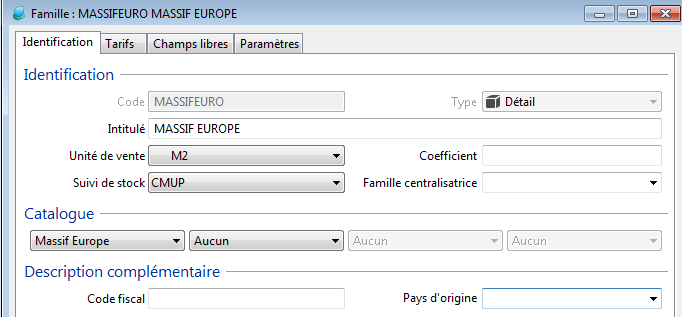 Famille : MASSIFEURO MASSIF EUROPE
Identification Tarifs Champs libres Paramètres
Identification
Code MASSIFEURO Type Détail
Intitulé MASSIF EUROPE
Unité de vente M2 Coefficient
Suivi de stock CMUP Famille centralisatrice
Catalogue
Massif Europe Aucun Aucun Aucun
Description complémentaire
Code fiscal Pays d'origine